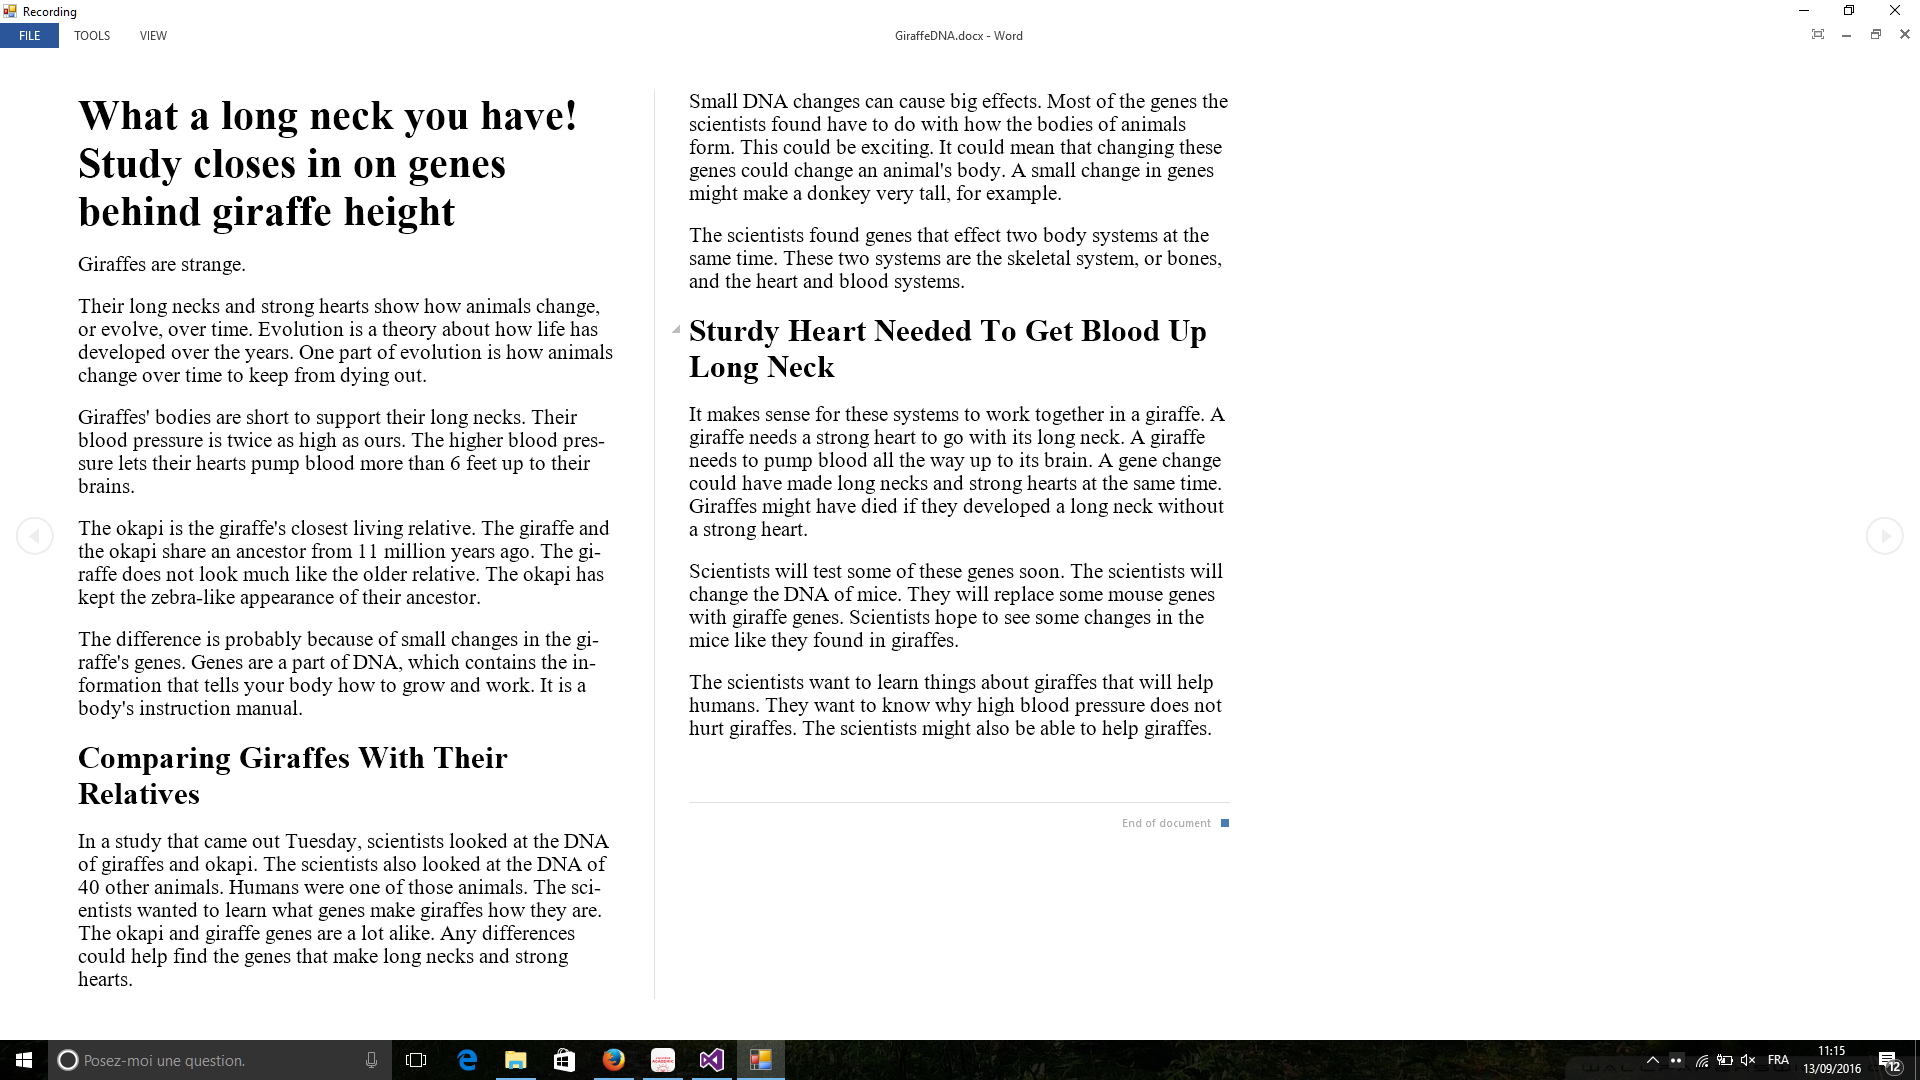 Recording
FILE TOOLS VIEW GiraffeDNA.docx - Word
What a long neck you have!
Study closes in on genes
behind giraffe height
Giraffes are strange.
Their long necks and strong hearts show how animals change,
or evolve, over time. Evolution is a theory about how life has
developed over the years. One part of evolution is how animals
change over time to keep from dying out.
Giraffes' bodies are short to support their long necks. Their
blood pressure is twice as high as ours. The higher blood pres-
sure lets their hearts pump blood more than 6 feet up to their
brains.
The okapi is the giraffe's closest living relative. The giraffe and
the okapi share an ancestor from 11 million years ago. The gi-
raffe does not look much like the older relative. The okapi has
kept the zebra-like appearance of their ancestor.
The difference is probably because of small changes in the gi-
raffe's genes. Genes are a part of DNA, which contains the in-
formation that tells your body how to grow and work. It is a
body's instruction manual.
Comparing Giraffes With Their
Relatives
In a study that came out Tuesday, scientists looked at the DNA
of giraffes and okapi. The scientists also looked at the DNA of
40 other animals. Humans were one of those animals. The sci-
entists wanted to learn what genes make giraffes how they are.
The okapi and giraffe genes are a lot alike. Any differences
could help find the genes that make long necks and strong
hearts.
Small DNA changes can cause big effects. Most of the genes the
scientists found have to do with how the bodies of animals
form. This could be exciting. It could mean that changing these
genes could change an animal's body. A small change in genes
might make a donkey very tall, for example.
The scientists found genes that effect two body systems at the
same time. These two systems are the skeletal system, or bones,
and the heart and blood systems.
Sturdy Heart Needed To Get Blood Up
Long Neck
It makes sense for these systems to work together in a giraffe. A
giraffe needs a strong heart to go with its long neck. A giraffe
needs to pump blood all the way up to its brain. A gene change
could have made long necks and strong hearts at the same time.
Giraffes might have died if they developed a long neck without
a strong heart.
Scientists will test some of these genes soon. The scientists will
change the DNA of mice. They will replace some mouse genes
with giraffe genes. Scientists hope to see some changes in the
mice like they found in giraffes.
The scientists want to learn things about giraffes that will help
humans. They want to know why high blood pressure does not
hurt giraffes. The scientists might also be able to help giraffes.
End of document
Posez-moi une question.
FRA
11:15
13/09/2016
12